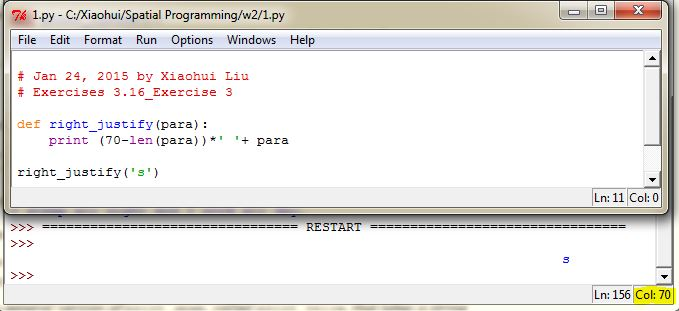 1.py - C:/Xiaohui/Spatial Programming/w2/1.py
File Edit Format Run Options Windows Help
# Jan 24, 2015 by Xiaohui Liu
# Exercises 3.16_Exercise 3
def right_justify(para):
    print (70-len(para))*' '+ para
right_justify('s')
Ln: 11 Col: 0
>>> ================================ RESTART ================================
>>>
s
>>>
Ln: 156 Col: 70